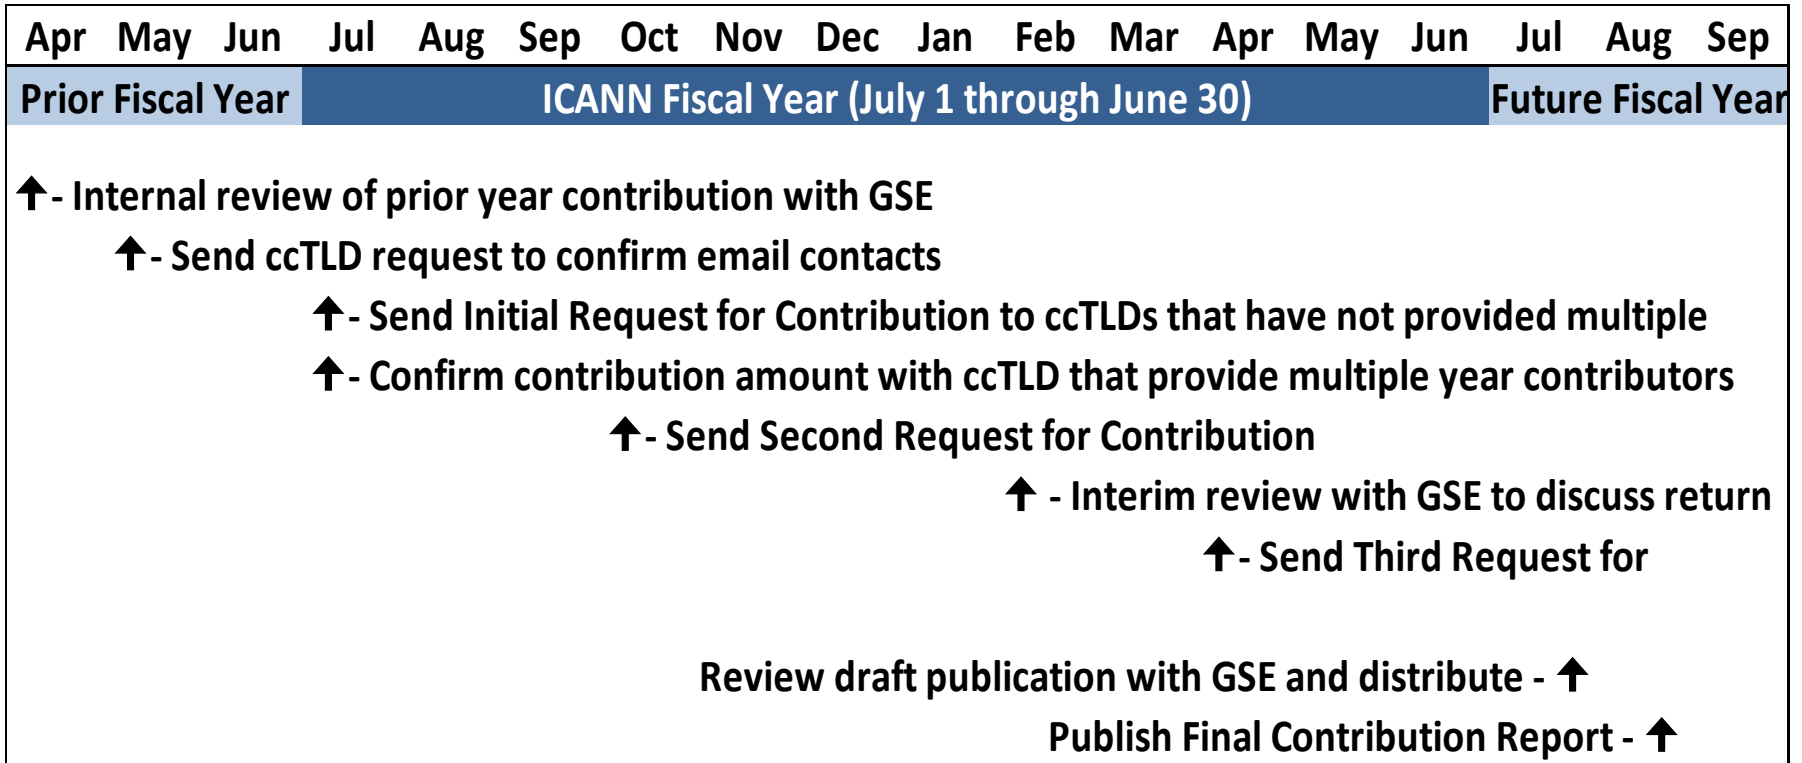 Apr May Jun Jul Aug Sep Oct Nov Dec Jan Feb Mar Apr May Jun Jul Aug Sep
Prior Fiscal Year ICANN Fiscal Year (July 1 through June 30) Future Fiscal Year
- Internal review of prior year contribution with GSE
- Send ccTLD request to confirm email contacts
- Send Initial Request for Contribution to ccTLDs that have not provided multiple
- Confirm contribution amount with ccTLD that provide multiple year contributors
- Send Second Request for Contribution
- Interim review with GSE to discuss return
- Send Third Request for
Review draft publication with GSE and distribute -
Publish Final Contribution Report -